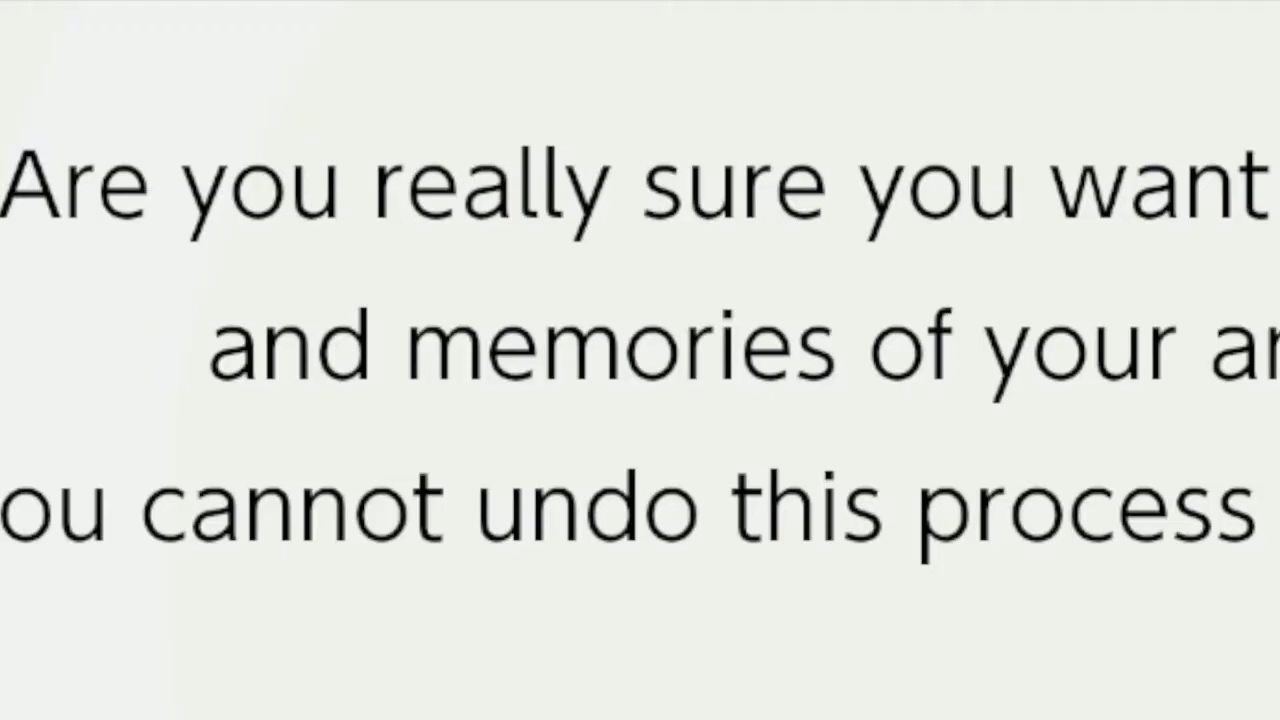 Are you really sure you want
and memories of your
ou cannot undo this process